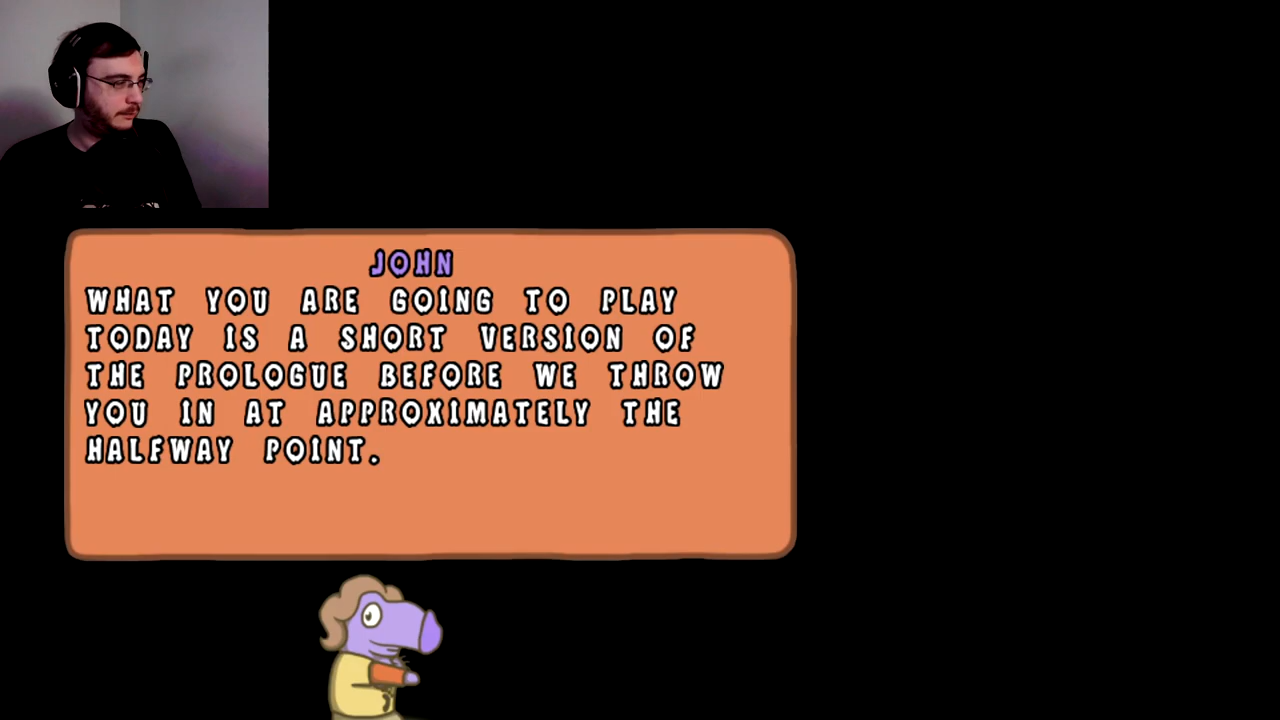 JOHN
WHAT YOU ARE GOING TO PLAY
TODAY IS A SHORT VERSION OF
THE PROLOGUE BEFORE WE THROW
YOU IN AT APPROXIMATELY THE
HALFWAY POINT.